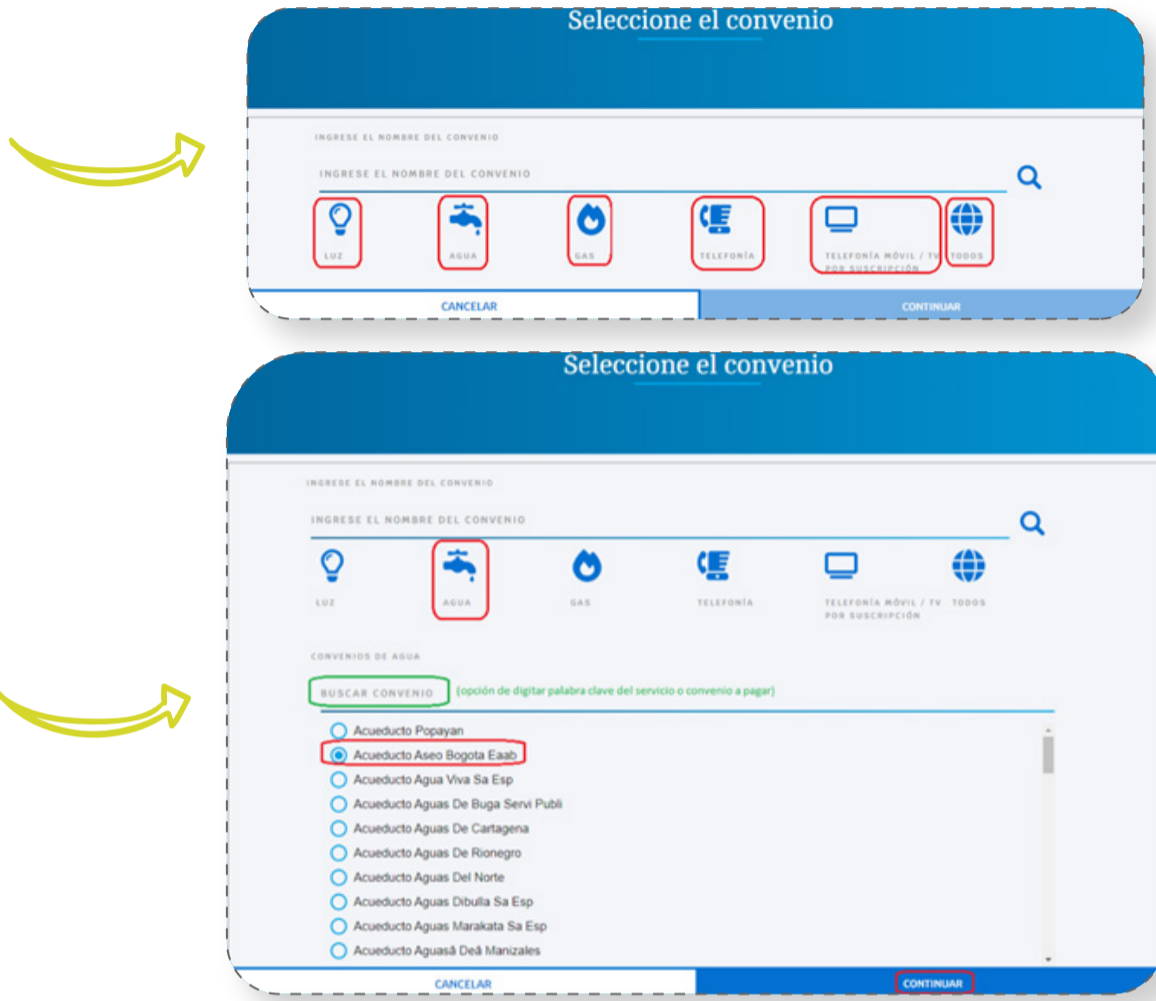 Seleccione el convenio
INGRESE EL NOMBRE DEL CONVENIO
INGRESE EL NOMBRE DEL CONVENIO
LUZ
AGUA
GAS
TELEFONÍA
TELEFONÍA MÓVIL / TV
POR SUSCRIPCIÓN
TODOS
CANCELAR
CONTINUAR
Seleccione el convenio
INGRESE EL NOMBRE DEL CONVENIO
INGRESE EL NOMBRE DEL CONVENIO
LUZ
AGUA
GAS
TELEFONÍA
TELEFONÍA MÓVIL / TV
POR SUSCRIPCIÓN
TODOS
CONVENIOS DE AGUA
BUSCAR CONVENIO (opción de digitar palabra clave del servicio o convenio a pagar)
Acueducto Popayan
Acueducto Aseo Bogota Eaab
Acueducto Agua Viva Sa Esp
Acueducto Aguas De Buga Servi Publi
Acueducto Aguas De Cartagena
Acueducto Aguas De Rionegro
Acueducto Aguas Del Norte
Acueducto Aguas Dibulla Sa Esp
Acueducto Aguas Marakata Sa Esp
Acueducto Aguasã Deã Manizales
CANCELAR
CONTINUAR